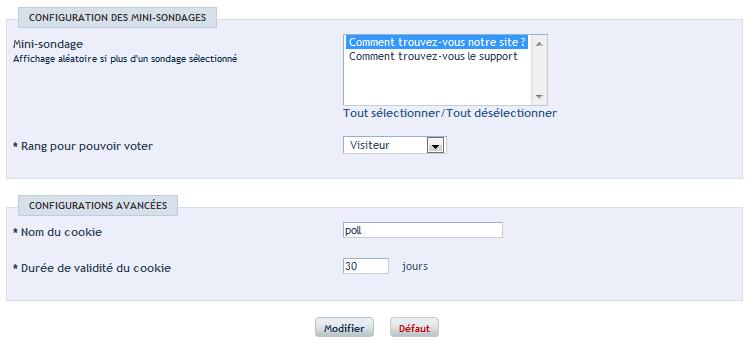 CONFIGURATION DES MINI-SONDAGES
Mini-sondage
Affichage aléatoire si plus d'un sondage sélectionné
Comment trouvez-vous notre site ?
Comment trouvez-vous le support
Tout sélectionner/Tout désélectionner
* Rang pour pouvoir voter
Visiteur
CONFIGURATIONS AVANCÉES
* Nom du cookie
poll
* Durée de validité du cookie
30 jours
Modifier
Défaut